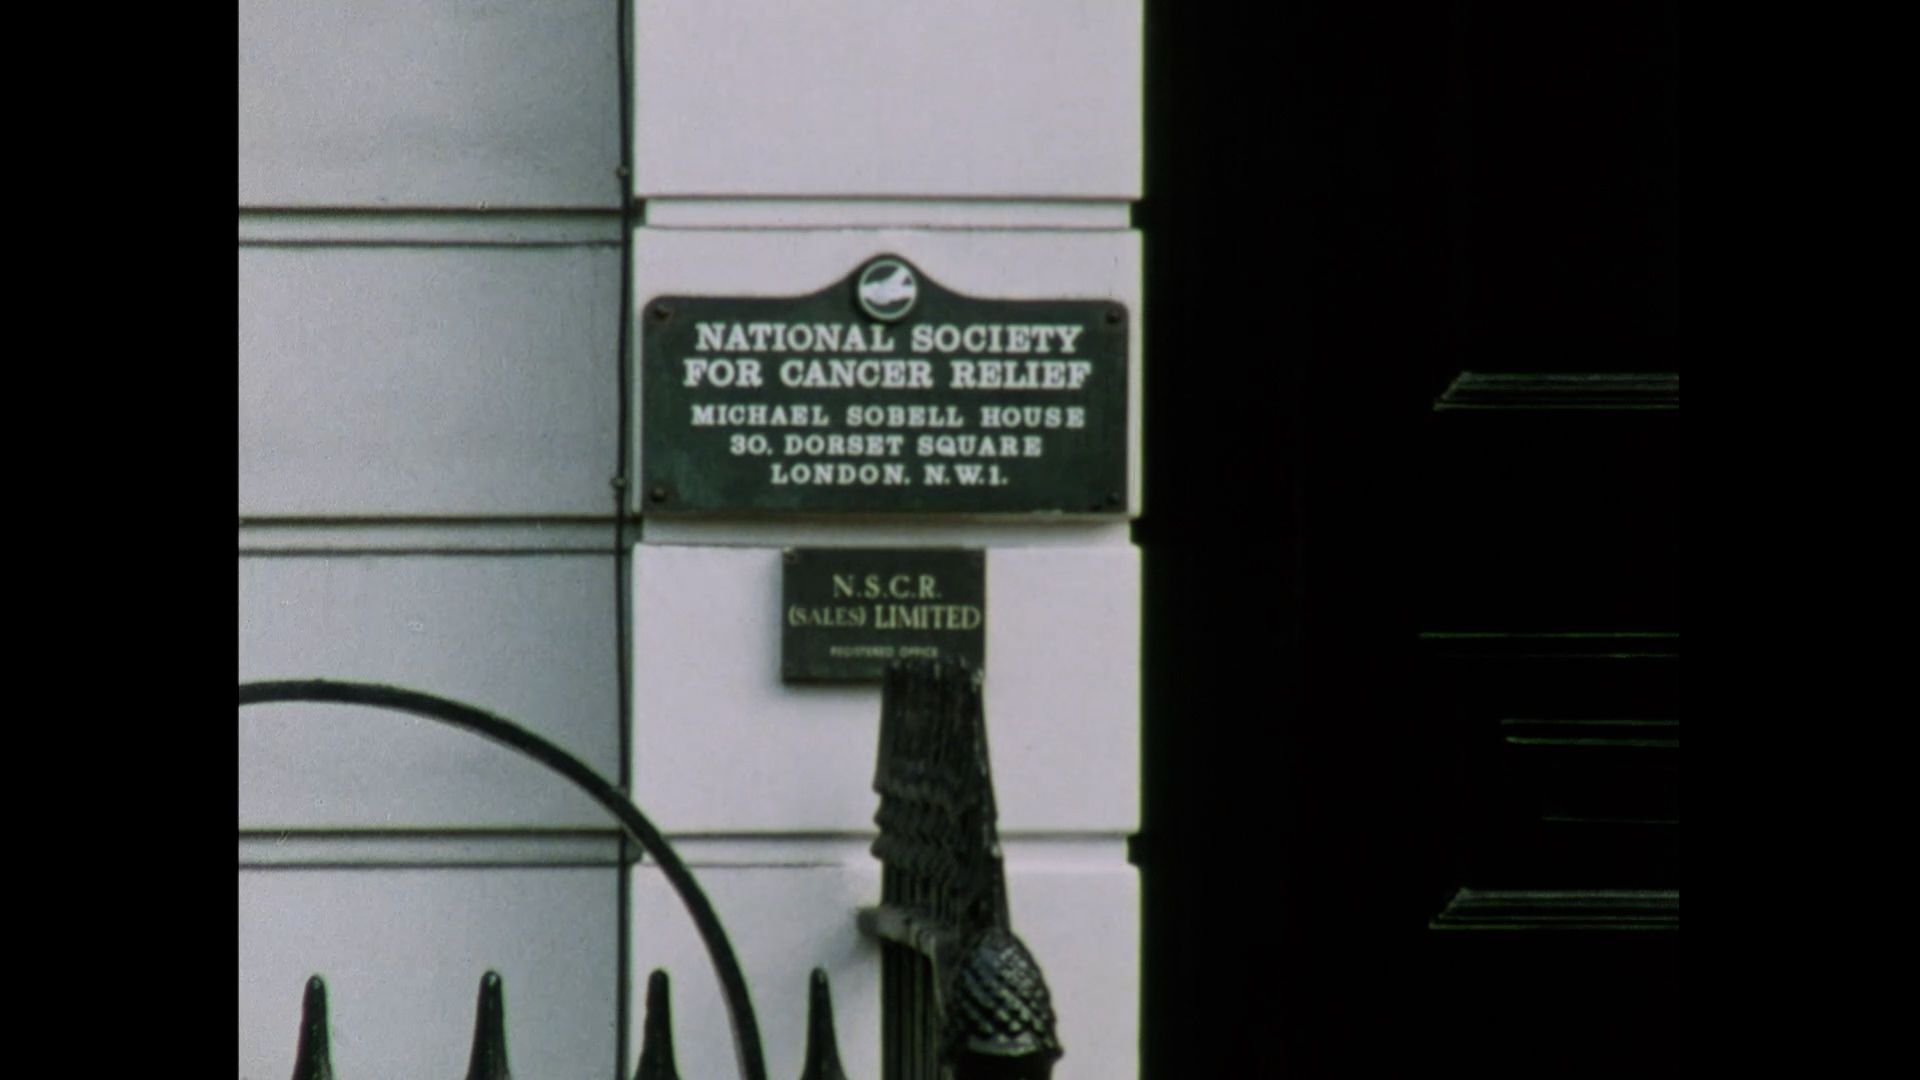 NATIONAL SOCIETY
FOR CANCER RELIEF
MICHAEL SOBELL HOUSE
30, DORSET SQUARE
LONDON. N.W.1.
N.S.C.R.
(SALES) LIMITED
REGISTERED OFFICE